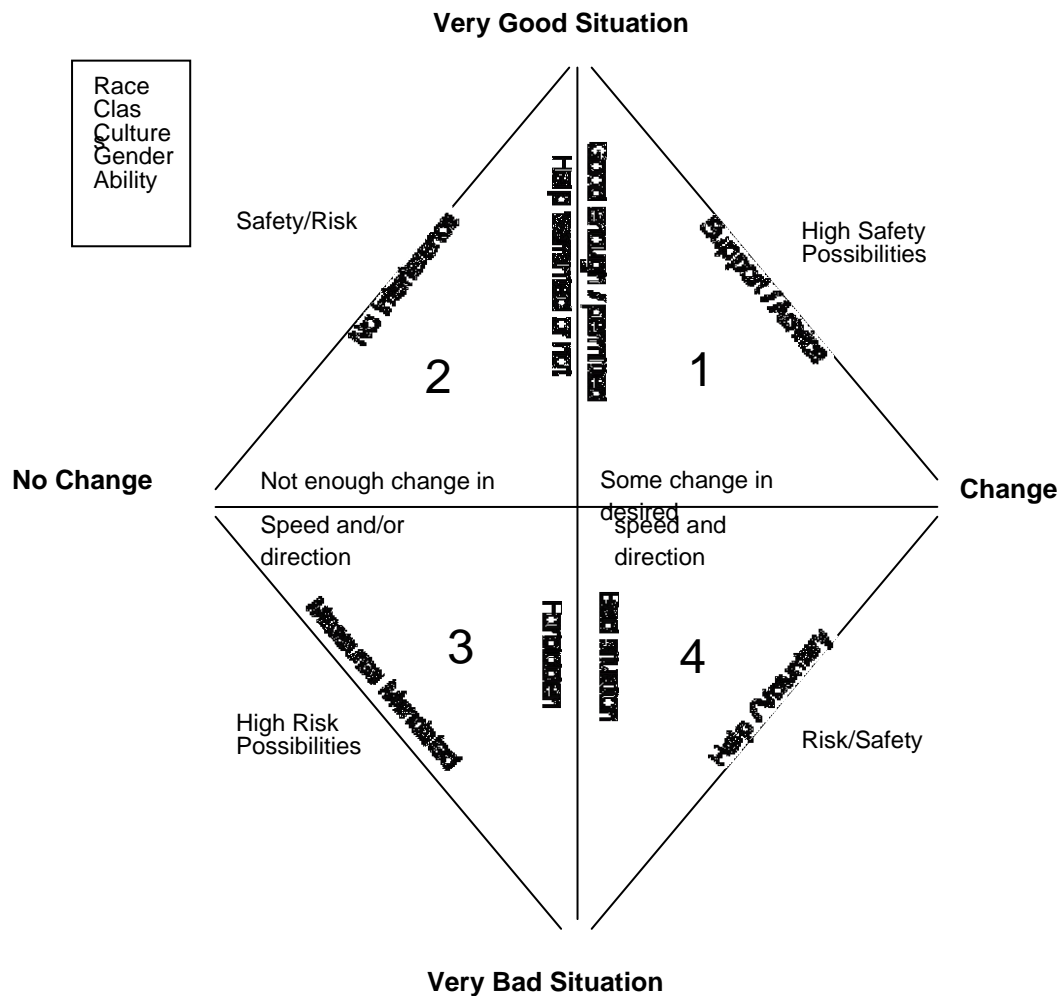 Very Good Situation
Race
Clas
s
Culture
Gender
Ability
Safety/Risk
No Interference
Help warranted or not
Good enough / permitted
Support / Advice
High Safety
Possibilities
2
1
No Change
Not enough change in
Some change in
desired
Change
Speed and/or
direction
speed and
direction
Measures Mandated
3
Forbidden
Bad situation
4
Help / Voluntary
High Risk
Possibilities
Risk/Safety
Very Bad Situation